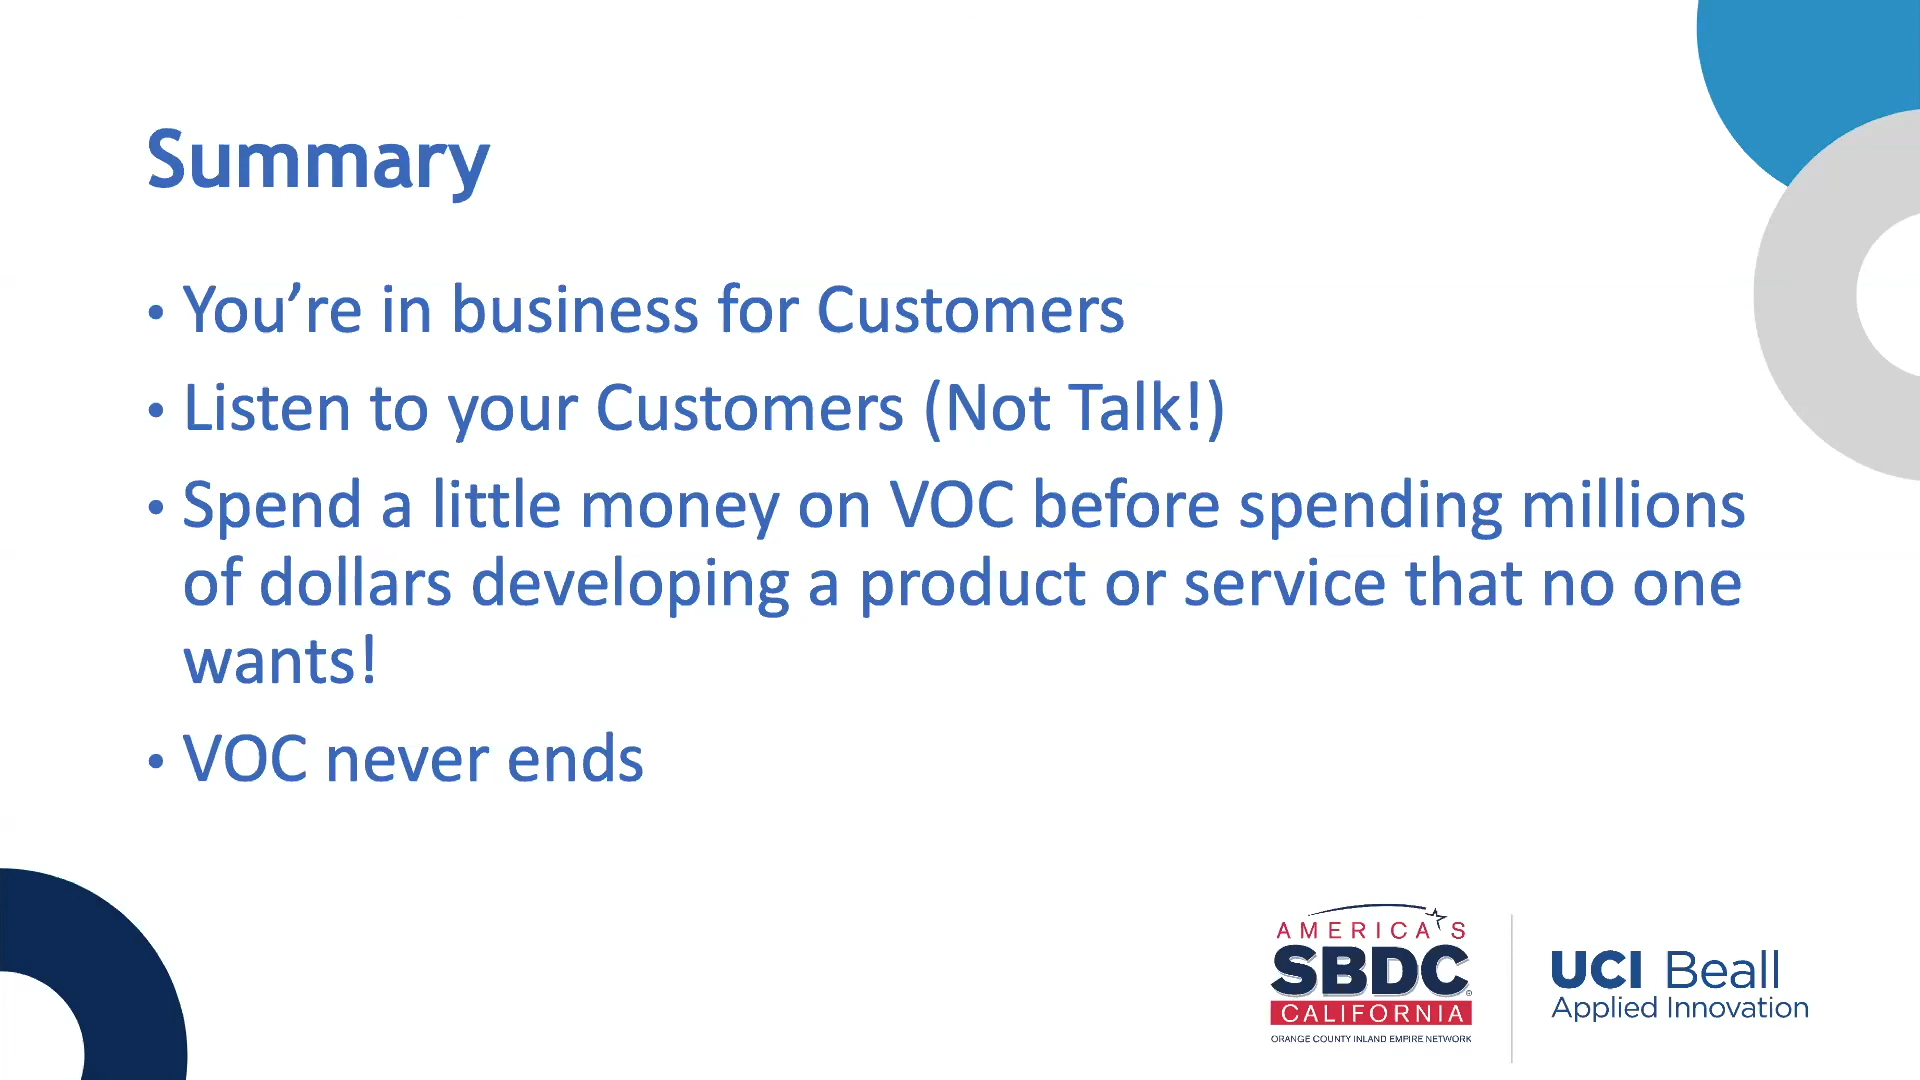 Summary
• You’re in business for Customers
• Listen to your Customers (Not Talk!)
• Spend a little money on VOC before spending millions
of dollars developing a product or service that no one
wants!
• VOC never ends
AMERICA'S
SBDC®
CALIFORNIA
ORANGE COUNTY INLAND EMPIRE NETWORK
UCI Beall
Applied Innovation